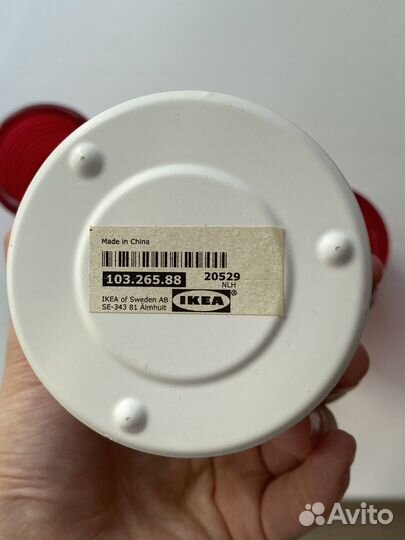 Made in China
103.265.88
20529
NLH
IKEA of Sweden AB
SE-343 81 Älmhult
IKEA
Avito